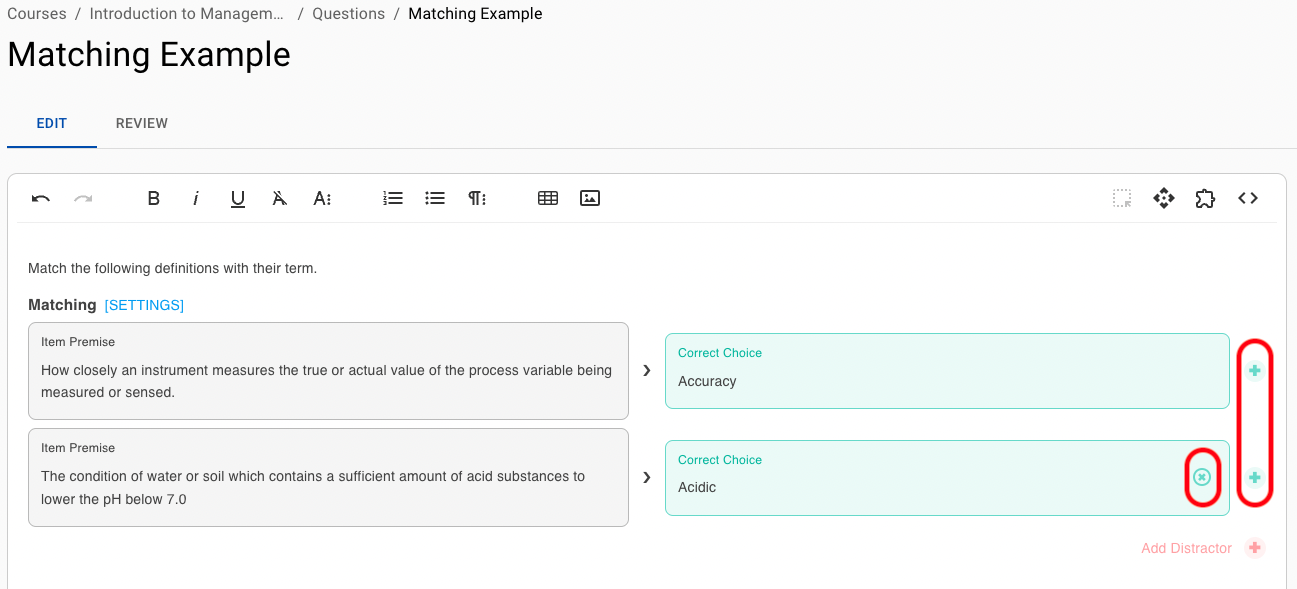 Courses / Introduction to Managem... / Questions / Matching Example
Matching Example
EDIT REVIEW
Match the following definitions with their term.
Matching [SETTINGS]
Item Premise
How closely an instrument measures the true or actual value of the process variable being
measured or sensed.
Correct Choice
Accuracy
Item Premise
The condition of water or soil which contains a sufficient amount of acid substances to
lower the pH below 7.0
Correct Choice
Acidic
Add Distractor